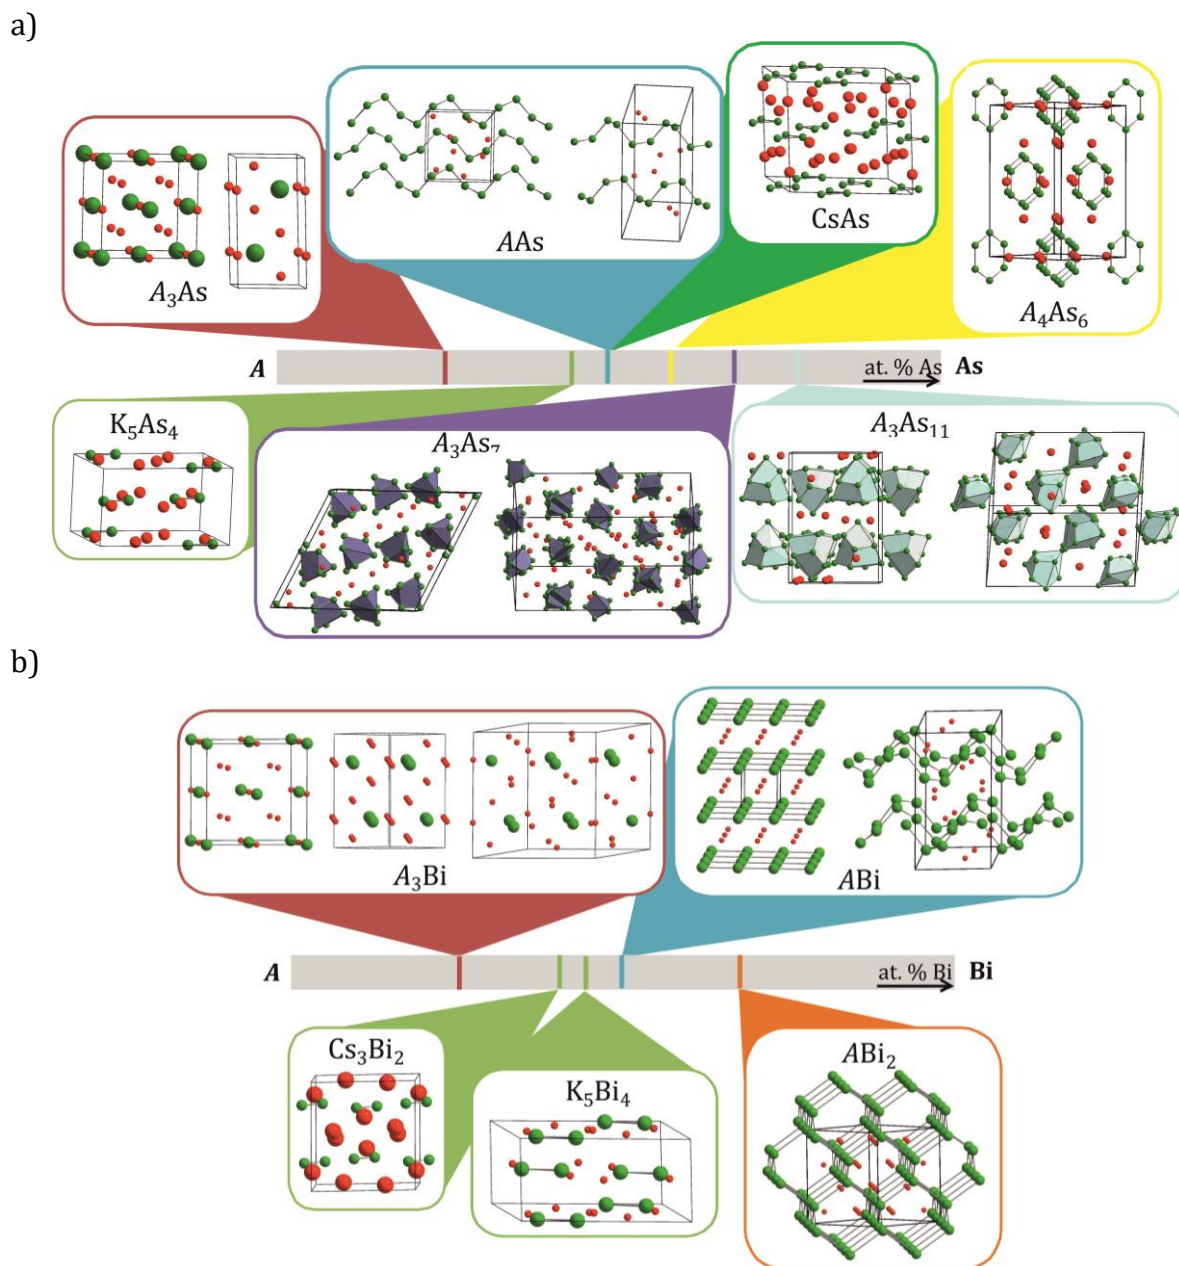 a)
AAs
CsAs
A₃As
A₄As₆
A
at. % As
As
K₅As₄
A₃As₇
A₃As₁₁
b)
A₃Bi
ABi
A
at. % Bi
Bi
Cs₃Bi₂
K₅Bi₄
ABi₂